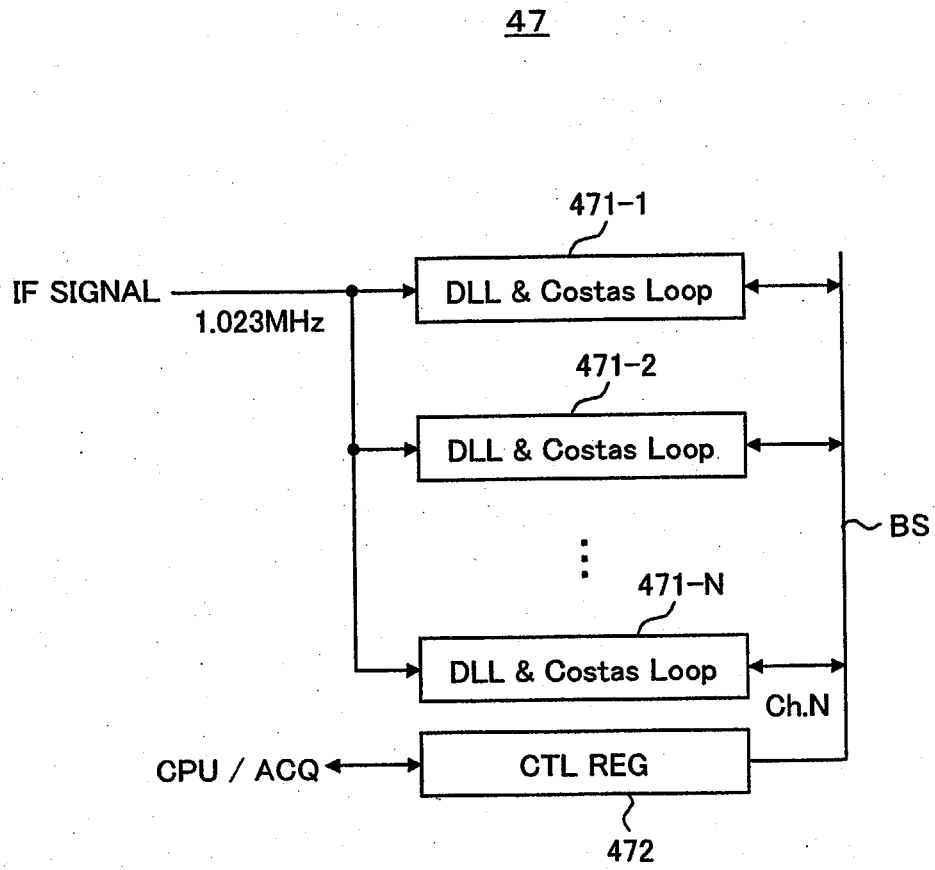 47
471-1
DLL & Costas Loop
IF SIGNAL
1.023MHz
471-2
DLL & Costas Loop
BS
471-N
DLL & Costas Loop
Ch.N
CPU / ACQ
CTL REG
472